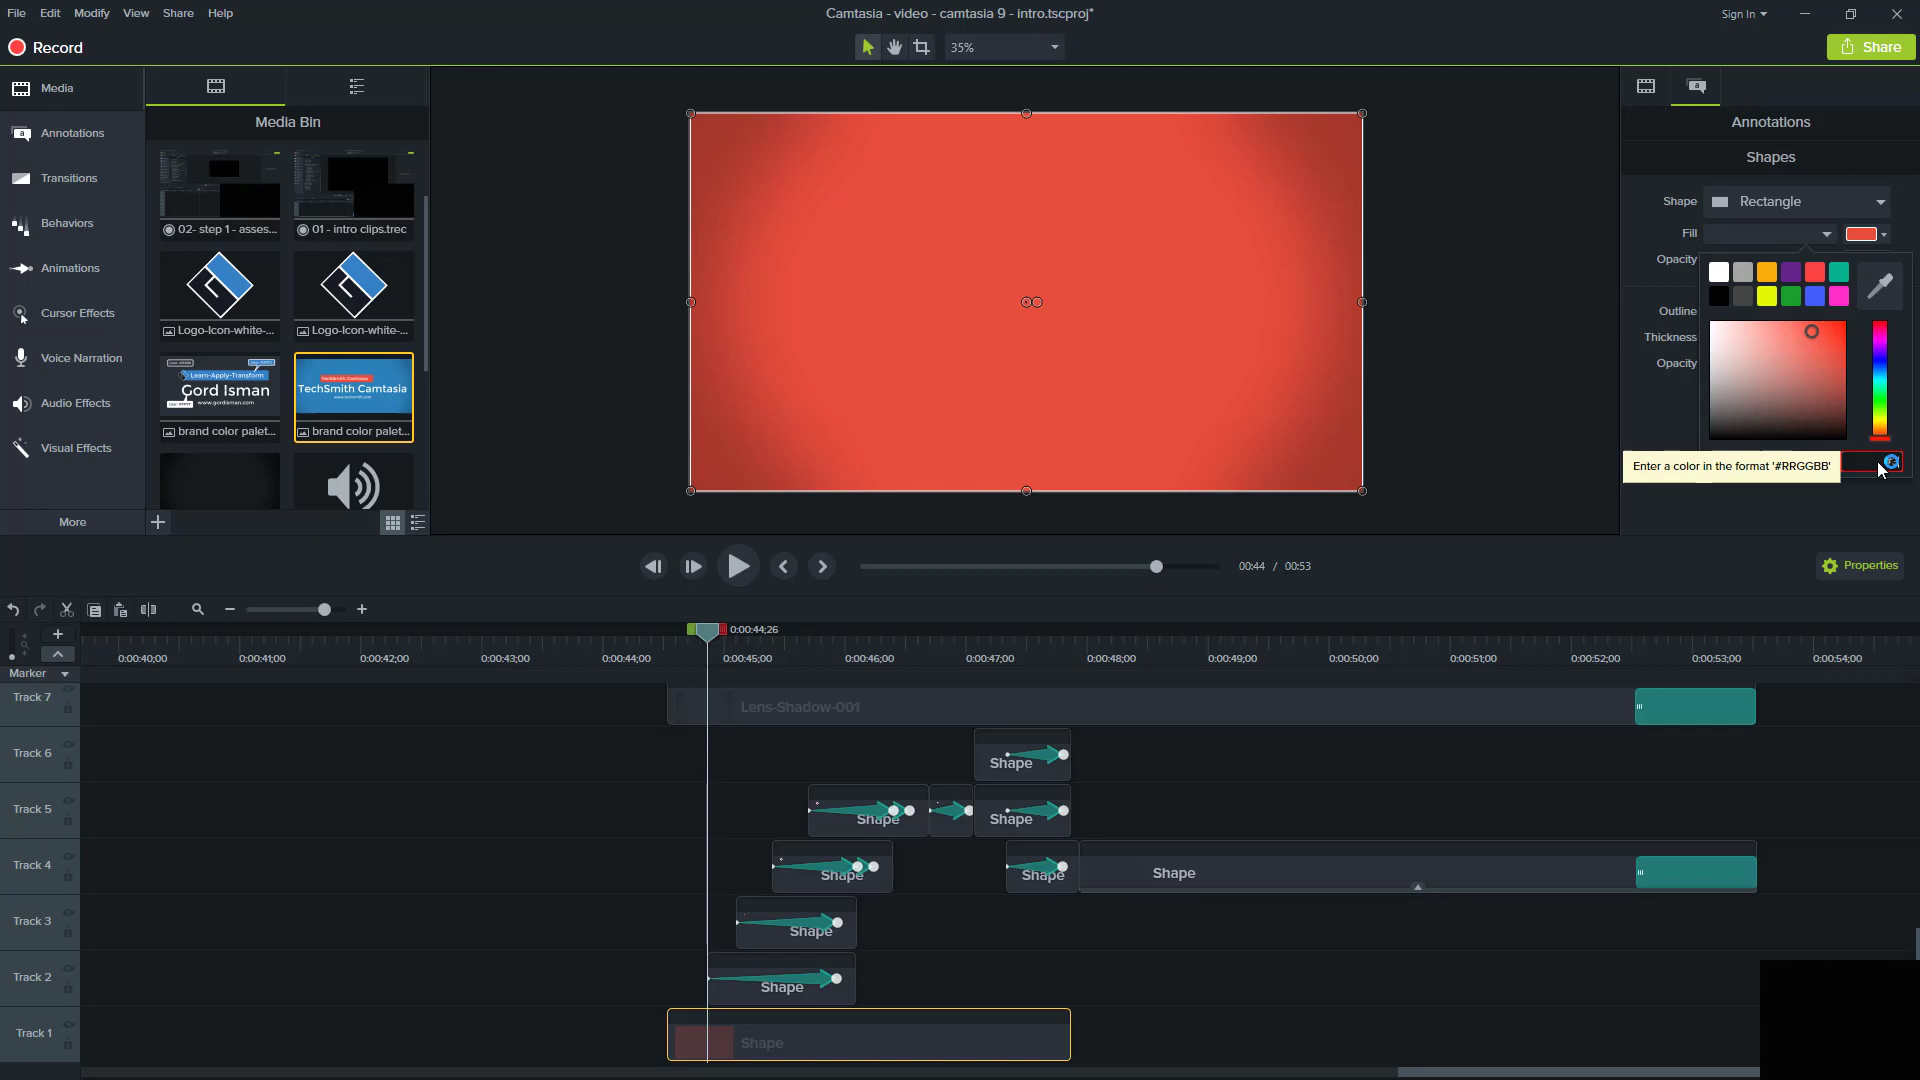 File Edit Modify View Share Help
Camtasia - video - camtasia 9 - intro.tscproj*
Sign In
Record
35%
Share
Media
Annotations
Transitions
Behaviors
Animations
Cursor Effects
Voice Narration
Audio Effects
Visual Effects
More
Media Bin
02- step 1 - asses...
01 - intro clips.trec
Logo-Icon-white-...
Logo-Icon-white-...
Learn-Apply-Transform
Gord Isman
www.gordisman.com
TechSmith Camtasia
TechSmith Camtasia
brand color palet...
brand color palet...
Annotations
Shapes
Shape
Rectangle
Fill
Opacity
Outline
Thickness
Opacity
Enter a color in the format '#RRGGBB'
00:44 / 00:53
Properties
0:00:44;26
0:00:40;00 0:00:41;00 0:00:42;00 0:00:43;00 0:00:44;00 0:00:45;00 0:00:46;00 0:00:47;00 0:00:48;00 0:00:49;00 0:00:50;00 0:00:51;00 0:00:52;00 0:00:53;00 0:00:54;00
Marker
Track 7
Lens-Shadow-001
Track 6
Shape
Track 5
Shape
Shape
Track 4
Shape
Shape
Shape
Track 3
Shape
Track 2
Shape
Track 1
Shape